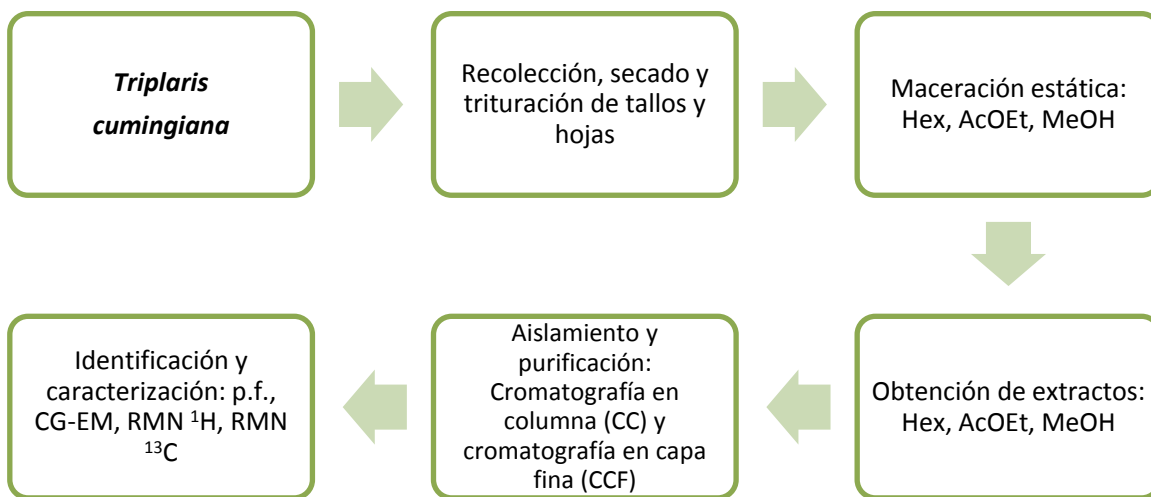 Triplaris
cumingiana
Recolección, secado y
trituración de tallos y
hojas
Maceración estática:
Hex, AcOEt, MeOH
Obtención de extractos:
Hex, AcOEt, MeOH
Aislamiento y
purificación:
Cromatografía en
columna (CC) y
cromatografía en capa
fina (CCF)
Identificación y
caracterización: p.f.,
CG-EM, RMN ¹H, RMN
¹³C